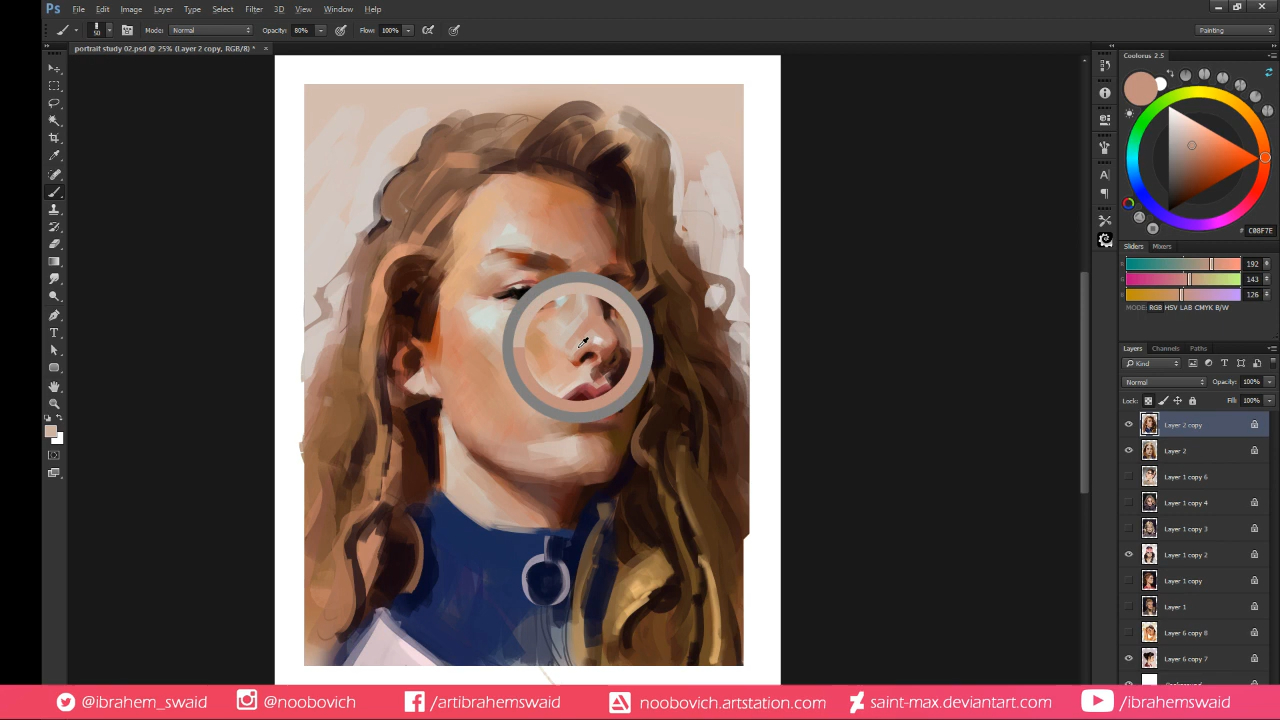 Ps File Edit Image Layer Type Select Filter 3D View Window Help
50 Mode: Normal Opacity: 80% Flow: 100% Painting
portrait study 02.psd @ 25% (Layer 2 copy, RGB/8) * ×
Coolorus 2.5
# C08F7E
Sliders Mixers
R 192
G 143
B 126
MODE: RGB HSV LAB CMYK B/W
Layers Channels Paths
Kind
Normal Opacity: 100%
Lock: Fill: 100%
Layer 2 copy
Layer 2
Layer 1 copy 6
Layer 1 copy 4
Layer 1 copy 3
Layer 1 copy 2
Layer 1 copy
Layer 1
Layer 6 copy 8
Layer 6 copy 7
@ibrahem_swaid @noobovich /artibrahemswaid noobovich.artstation.com saint-max.deviantart.com /ibrahemswaid